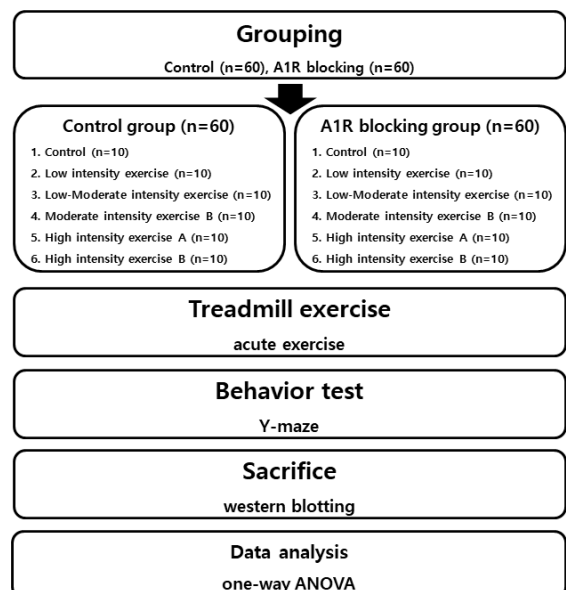 Grouping
Control (n=60), A1R blocking (n=60)
Control group (n=60)
1. Control (n=10)
2. Low intensity exercise (n=10)
3. Low-Moderate intensity exercise (n=10)
4. Moderate intensity exercise B (n=10)
5. High intensity exercise A (n=10)
6. High intensity exercise B (n=10)
A1R blocking group (n=60)
1. Control (n=10)
2. Low intensity exercise (n=10)
3. Low-Moderate intensity exercise (n=10)
4. Moderate intensity exercise B (n=10)
5. High intensity exercise A (n=10)
6. High intensity exercise B (n=10)
Treadmill exercise
acute exercise
Behavior test
Y-maze
Sacrifice
western blotting
Data analysis
one-way ANOVA